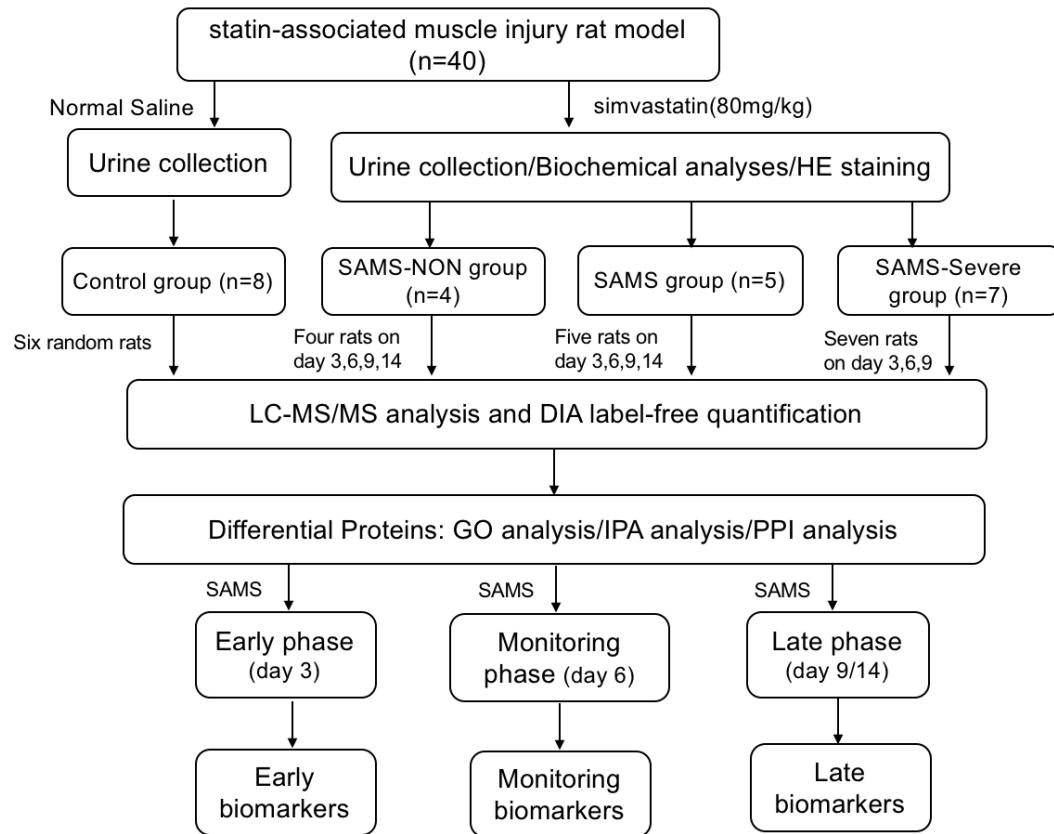 statin-associated muscle injury rat model
(n=40)
Normal Saline
simvastatin(80mg/kg)
Urine collection
Urine collection/Biochemical analyses/HE staining
Control group (n=8)
SAMS-NON group
(n=4)
SAMS group (n=5)
SAMS-Severe
group (n=7)
Six random rats
Four rats on
day 3,6,9,14
Five rats on
day 3,6,9,14
Seven rats
on day 3,6,9
LC-MS/MS analysis and DIA label-free quantification
Differential Proteins: GO analysis/IPA analysis/PPI analysis
SAMS
SAMS
SAMS
Early phase
(day 3)
Monitoring
phase (day 6)
Late phase
(day 9/14)
Early
biomarkers
Monitoring
biomarkers
Late
biomarkers